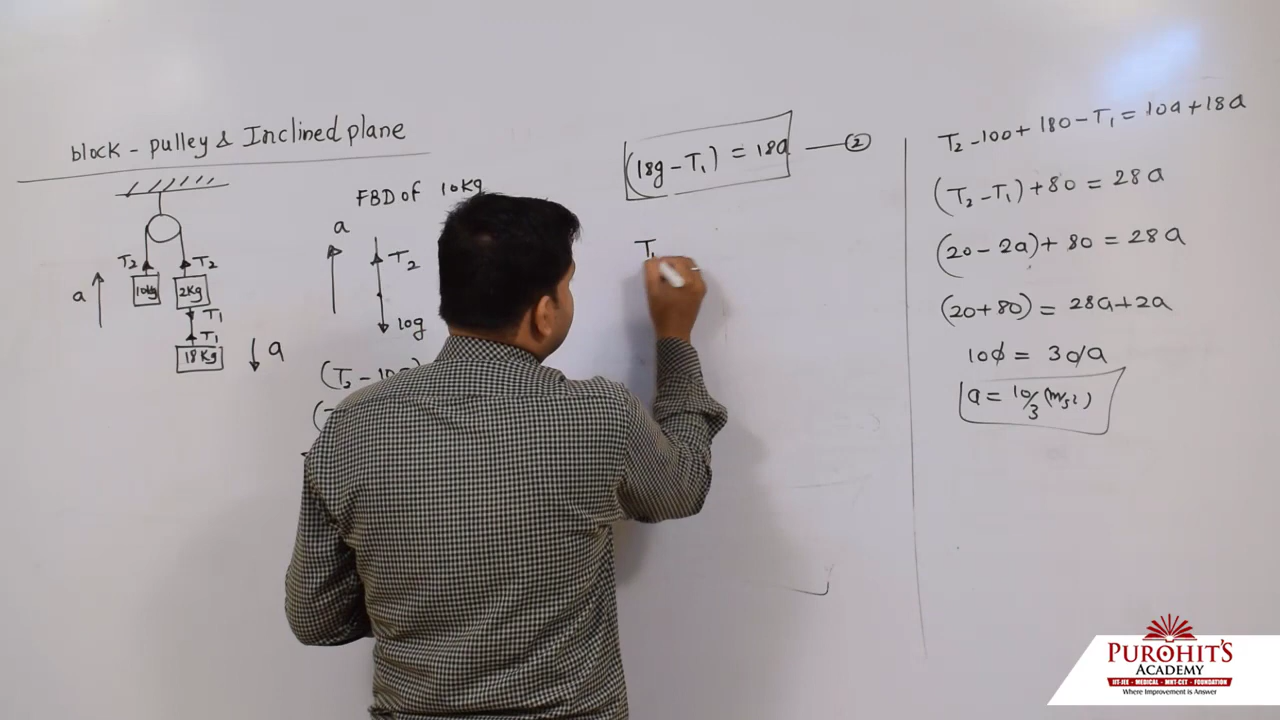 block - pulley & Inclined plane
T₂ T₂
a 10kg 2Kg
T₁
T₁
18Kg a
FBD of 10Kg
a
T₂
10g
(18g - T₁) = 18a — ②
T₁
T₂ - 100 + 180 - T₁ = 10a + 18a
(T₂ - T₁) + 80 = 28a
(20 - 2a) + 80 = 28a
(20 + 80) = 28a + 2a
100 = 30a
a = 10/3 (m/s²)
PUROHIT'S
ACADEMY
IIT-JEE - MEDICAL - MHT-CET - FOUNDATION
Where Improvement is Answer